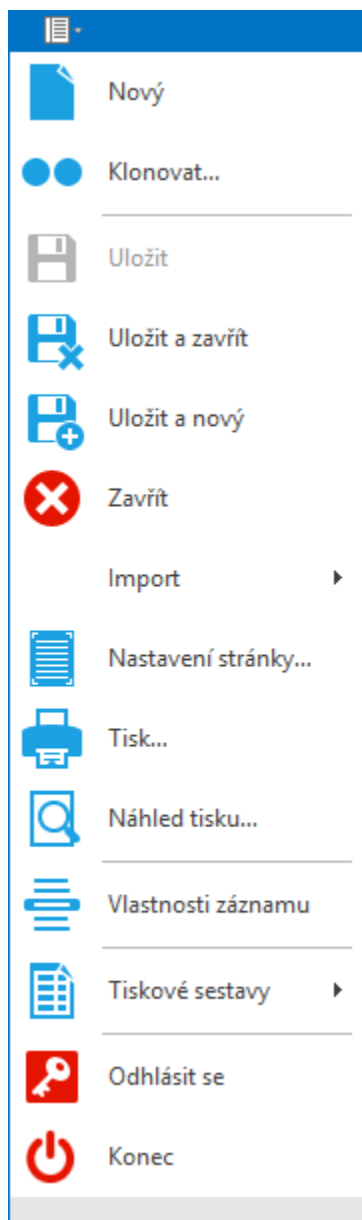 Nový
Klonovat...
Uložit
Uložit a zavřít
Uložit a nový
Zavřít
Import
Nastavení stránky...
Tisk...
Náhled tisku...
Vlastnosti záznamu
Tiskové sestavy
Odhlásit se
Konec